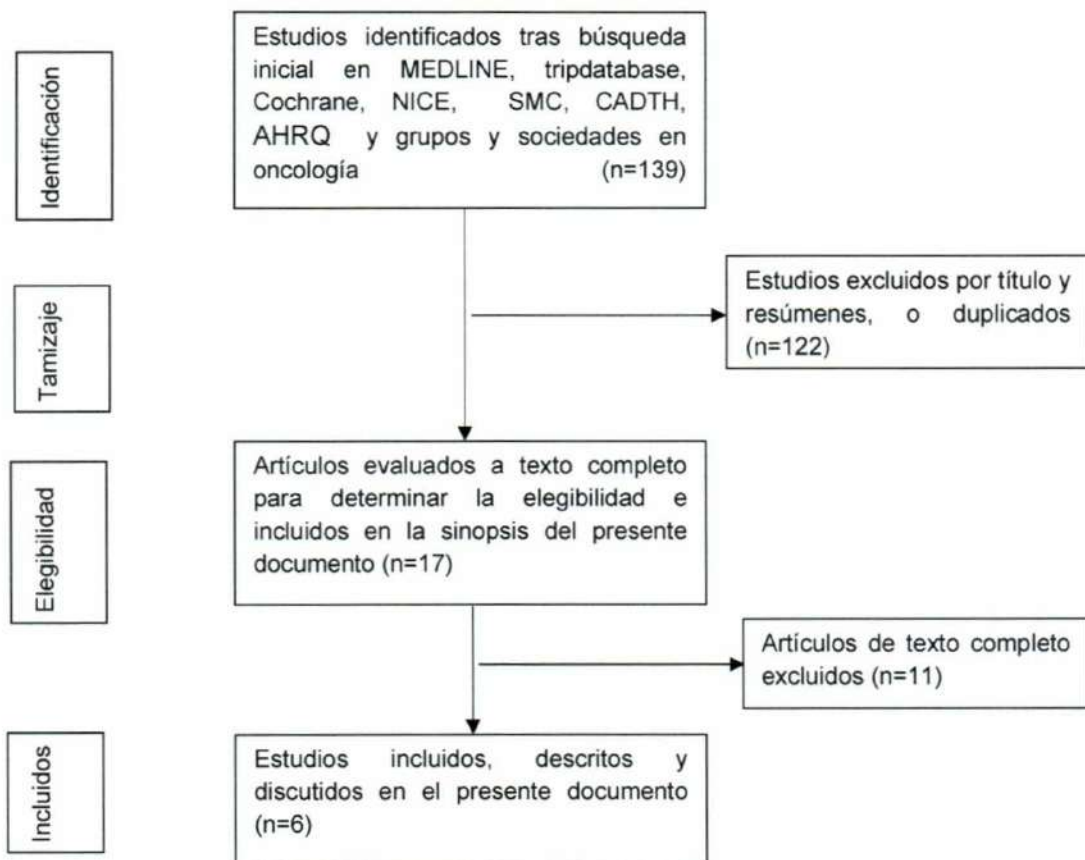 Identificación
Estudios identificados tras búsqueda
inicial en MEDLINE, tripdatabase,
Cochrane, NICE, SMC, CADTH,
AHRQ y grupos y sociedades en
oncología (n=139)
Tamizaje
Estudios excluidos por título y
resúmenes, o duplicados
(n=122)
Elegibilidad
Artículos evaluados a texto completo
para determinar la elegibilidad e
incluidos en la sinopsis del presente
documento (n=17)
Artículos de texto completo
excluidos (n=11)
Incluidos
Estudios incluidos, descritos y
discutidos en el presente documento
(n=6)